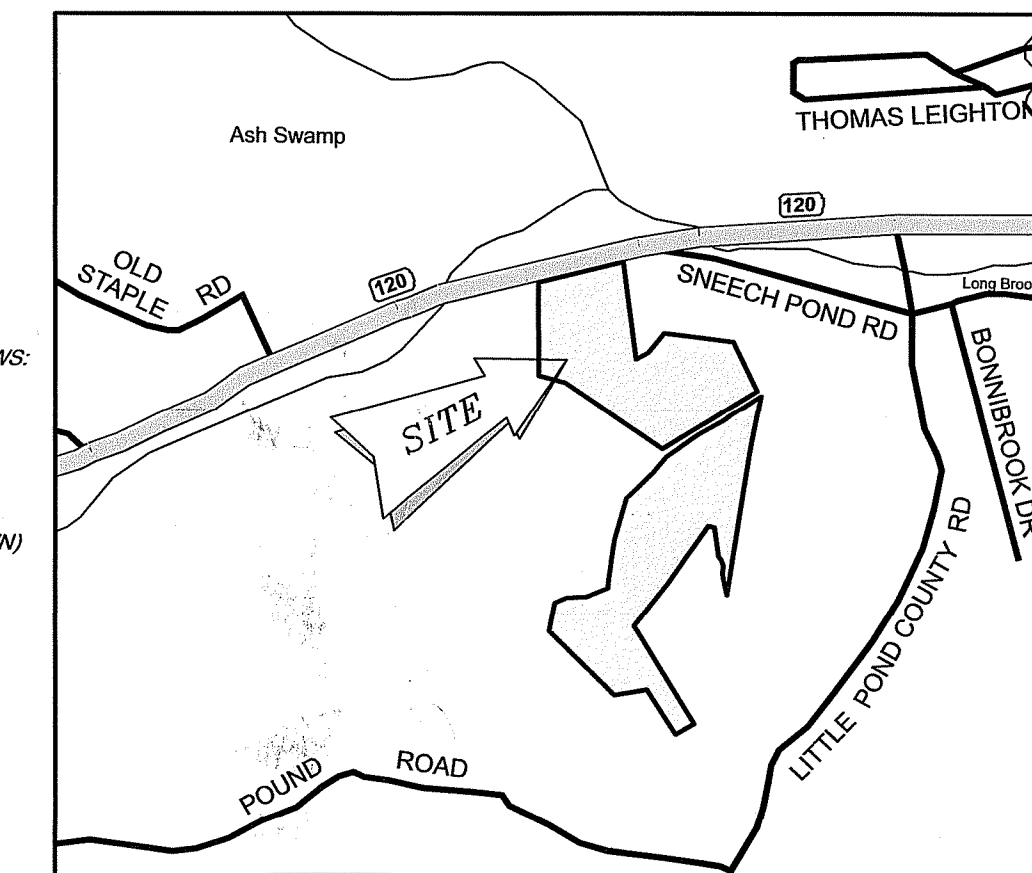 Ash Swamp
THOMAS LEIGHTON
120
120
OLD
STAPLE RD
SNEECH POND RD
Long Broo
WS:
SITE
BONNIBROOK DR
N)
LITTLE POND COUNTY RD
POUND ROAD